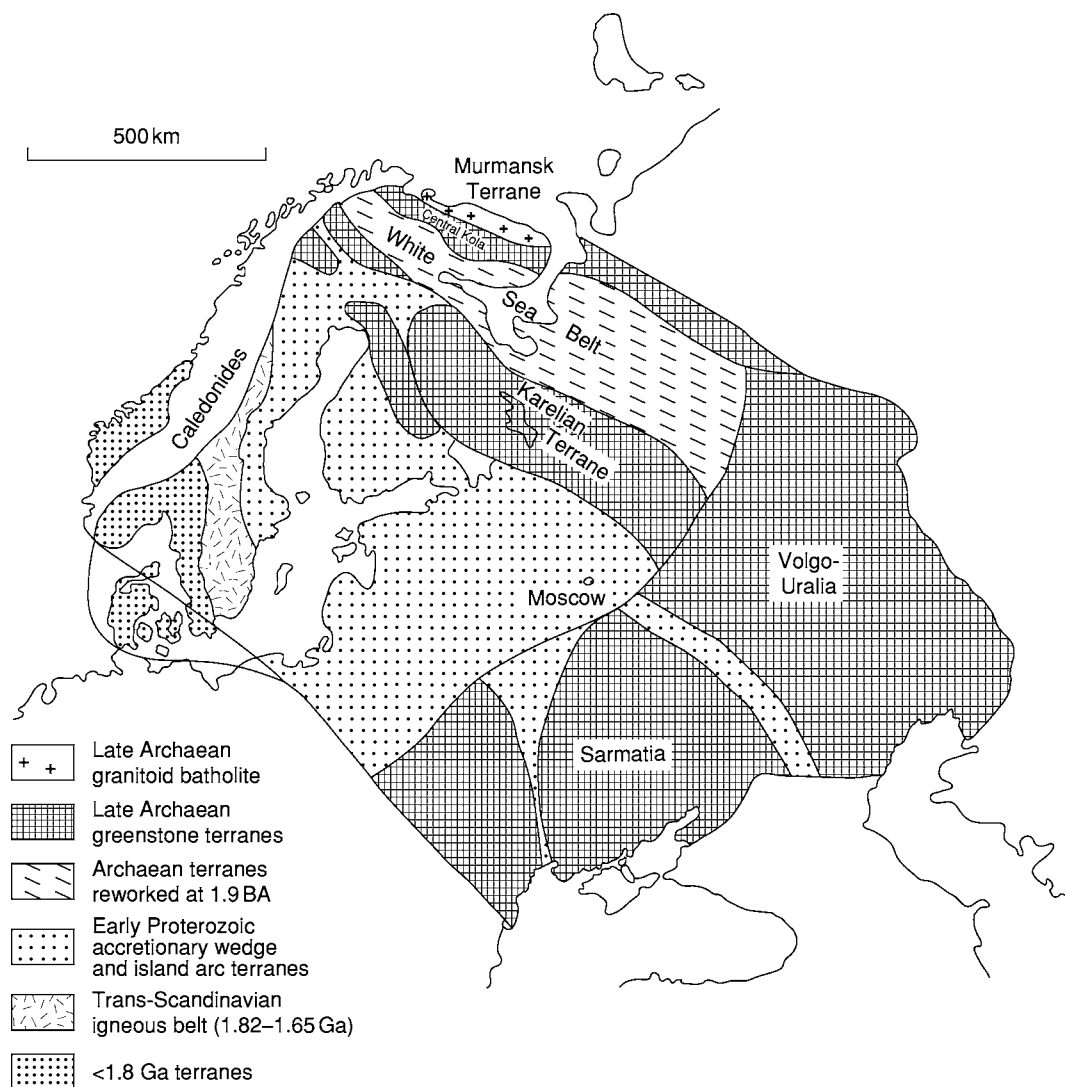 500 km
Murmansk
Terrane
Central Kola
White
Sea
Belt
Caledonides
Karelian
Terrane
Volgo-
Uralia
Moscow
Sarmatia
Late Archaean
granitoid batholite
Late Archaean
greenstone terranes
Archaean terranes
reworked at 1.9 BA
Early Proterozoic
accretionary wedge
and island arc terranes
Trans-Scandinavian
igneous belt (1.82–1.65 Ga)
<1.8 Ga terranes